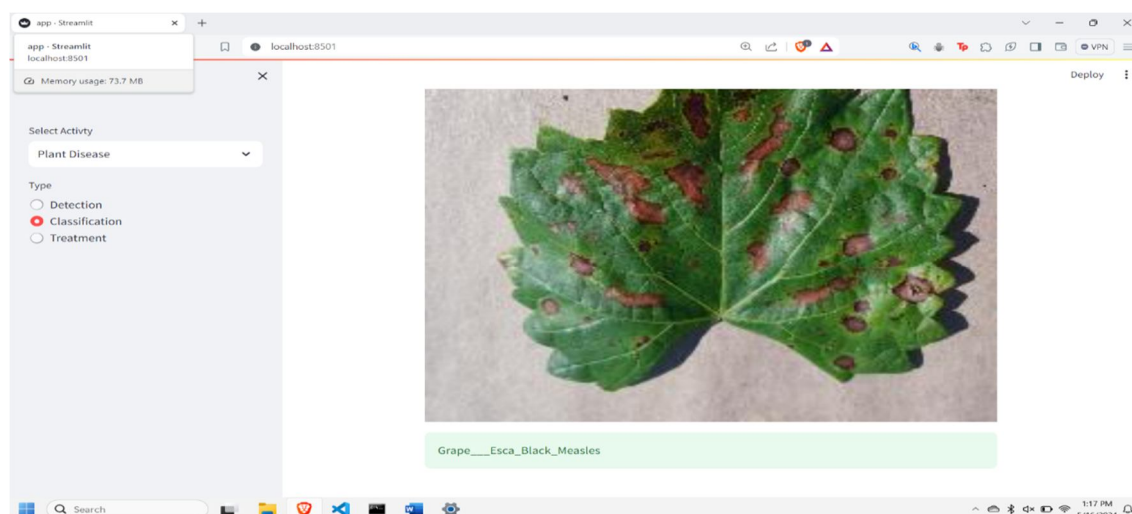 app · Streamlit
app · Streamlit
localhost:8501
Memory usage: 73.7 MB
localhost:8501
VPN
Deploy
Select Activty
Plant Disease
Type
Detection
Classification
Treatment
Grape___Esca_Black_Measles
Search
1:17 PM